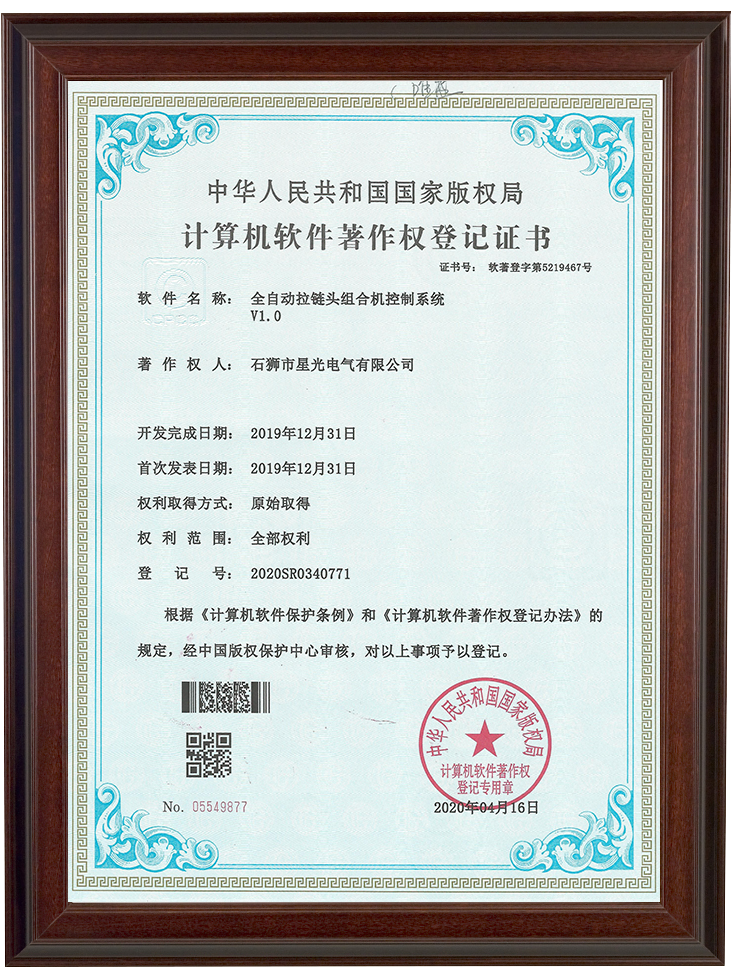 中华人民共和国国家版权局
计算机软件著作权登记证书
证书号： 软著登字第5219467号
软件名称： 全自动拉链头组合机控制系统
V1.0
著作权人： 石狮市星光电气有限公司
开发完成日期： 2019年12月31日
首次发表日期： 2019年12月31日
权利取得方式： 原始取得
权利范围： 全部权利
登记号： 2020SR0340771
根据《计算机软件保护条例》和《计算机软件著作权登记办法》的
规定，经中国版权保护中心审核，对以上事项予以登记。
中华人民共和国国家版权局
计算机软件著作权
登记专用章
No. 05549877
2020年04月16日